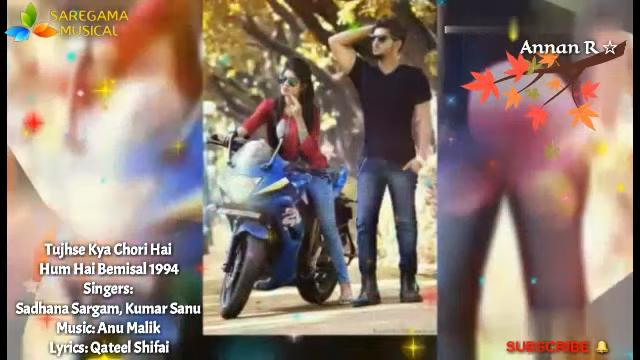 SAREGAMA
MUSICAL
Annan R ☆
Tujhse Kya Chori Hai
Hum Hai Bemisal 1994
Singers:
Sadhana Sargam, Kumar Sanu
Music: Anu Malik
Lyrics: Qateel Shifai
SUBSCRIBE 🔔